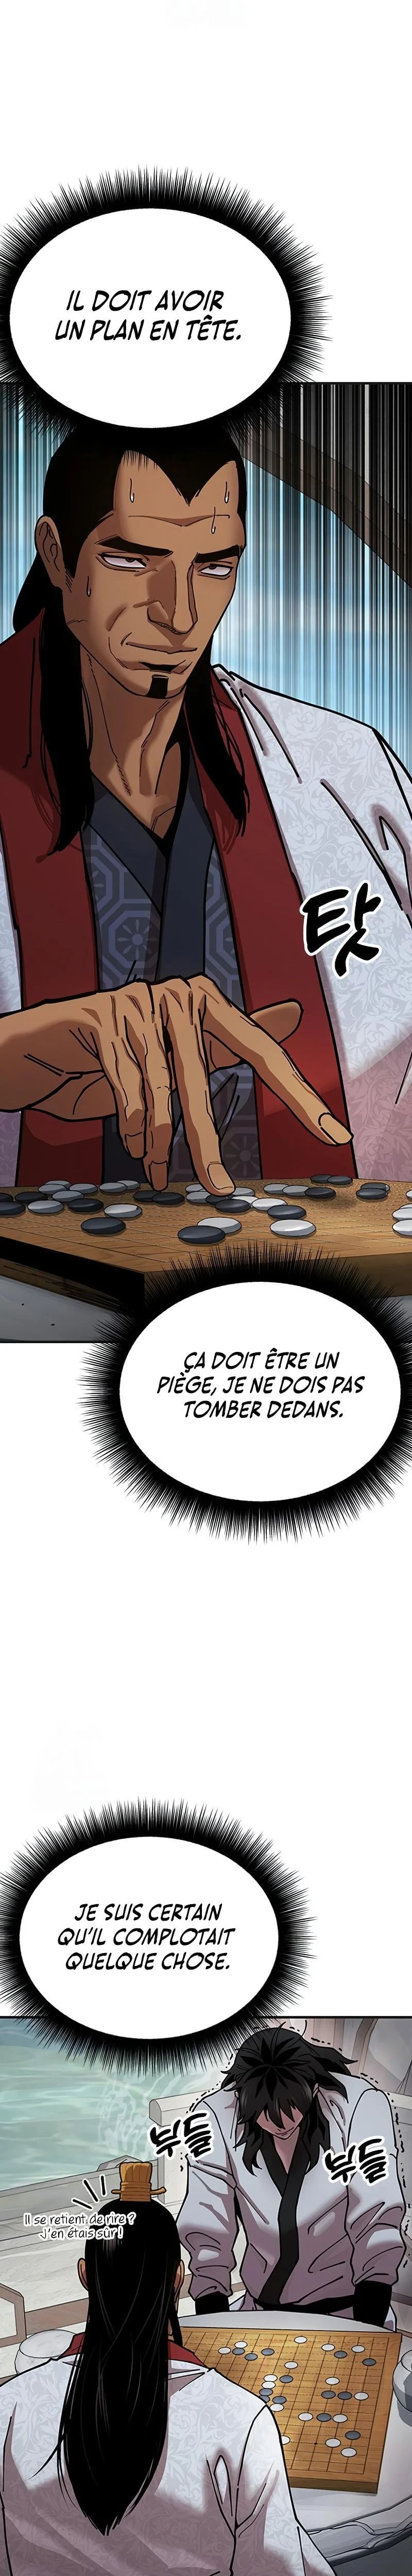 IL DOIT AVOIR
UN PLAN EN TÊTE.
탓
ÇA DOIT ÊTRE UN
PIÈGE, JE NE DOIS PAS
TOMBER DEDANS.
JE SUIS CERTAIN
QU'IL COMPLOTAIT
QUELQUE CHOSE.
부들
부들
Il se retient de rire ?
J'en étais sûr !